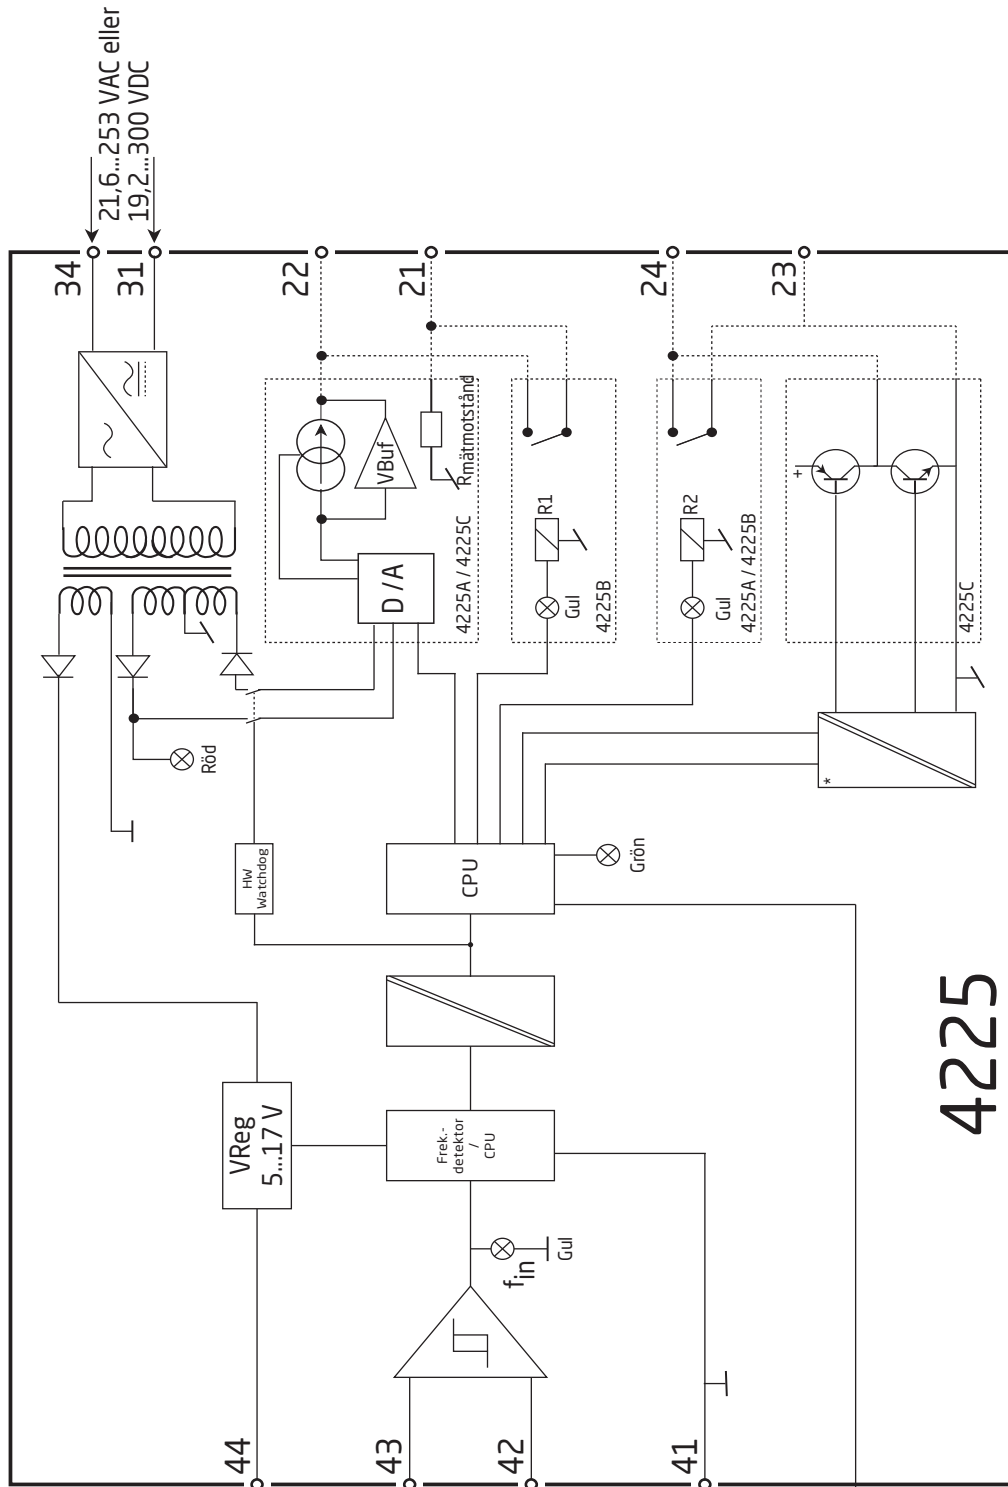 21,6...253 VAC eller
19,2...300 VDC
34
31
22
21
24
23
VBuf
Rmätmotstånd
D / A
4225A / 4225C
R1
Gul
4225B
R2
Gul
4225A / 4225B
+
4225C
*
Röd
HW
Watchdog
CPU
Grön
VReg
5...17 V
Frek.-
detektor
/
CPU
fin
Gul
44
43
42
41
4225